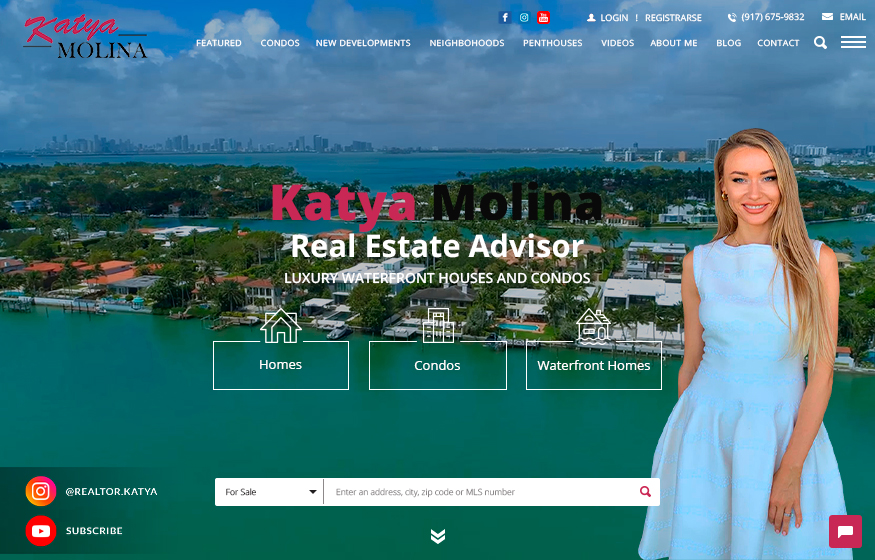 Katya
MOLINA
LOGIN ! REGISTRARSE
(917) 675-9832
EMAIL
FEATURED CONDOS NEW DEVELOPMENTS NEIGHBOHOODS PENTHOUSES VIDEOS ABOUT ME BLOG CONTACT
Katya Molina
Real Estate Advisor
LUXURY WATERFRONT HOUSES AND CONDOS
Homes
Condos
Waterfront Homes
@REALTOR.KATYA
For Sale
Enter an address, city, zip code or MLS number
SUBSCRIBE